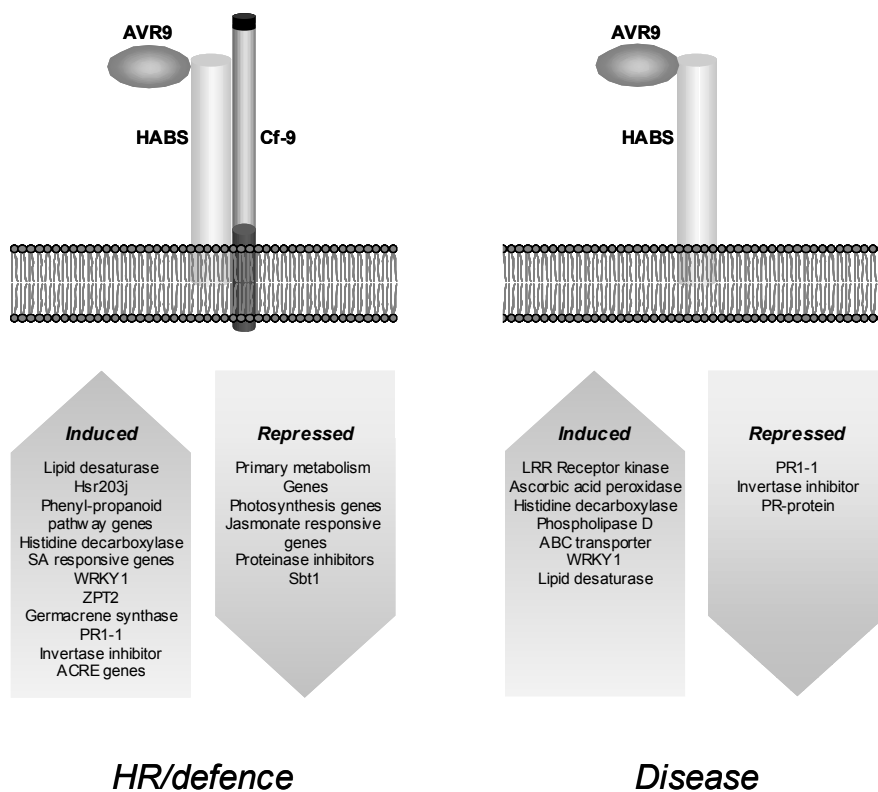 AVR9
HABS
Cf-9
AVR9
HABS
Induced
Lipid desaturase
Hsr203j
Phenyl-propanoid
pathway genes
Histidine decarboxylase
SA responsive genes
WRKY1
ZPT2
Germacrene synthase
PR1-1
Invertase inhibitor
ACRE genes
Repressed
Primary metabolism
Genes
Photosynthesis genes
Jasmonate responsive
genes
Proteinase inhibitors
Sbt1
Induced
LRR Receptor kinase
Ascorbic acid peroxidase
Histidine decarboxylase
Phospholipase D
ABC transporter
WRKY1
Lipid desaturase
Repressed
PR1-1
Invertase inhibitor
PR-protein
HR/defence
Disease